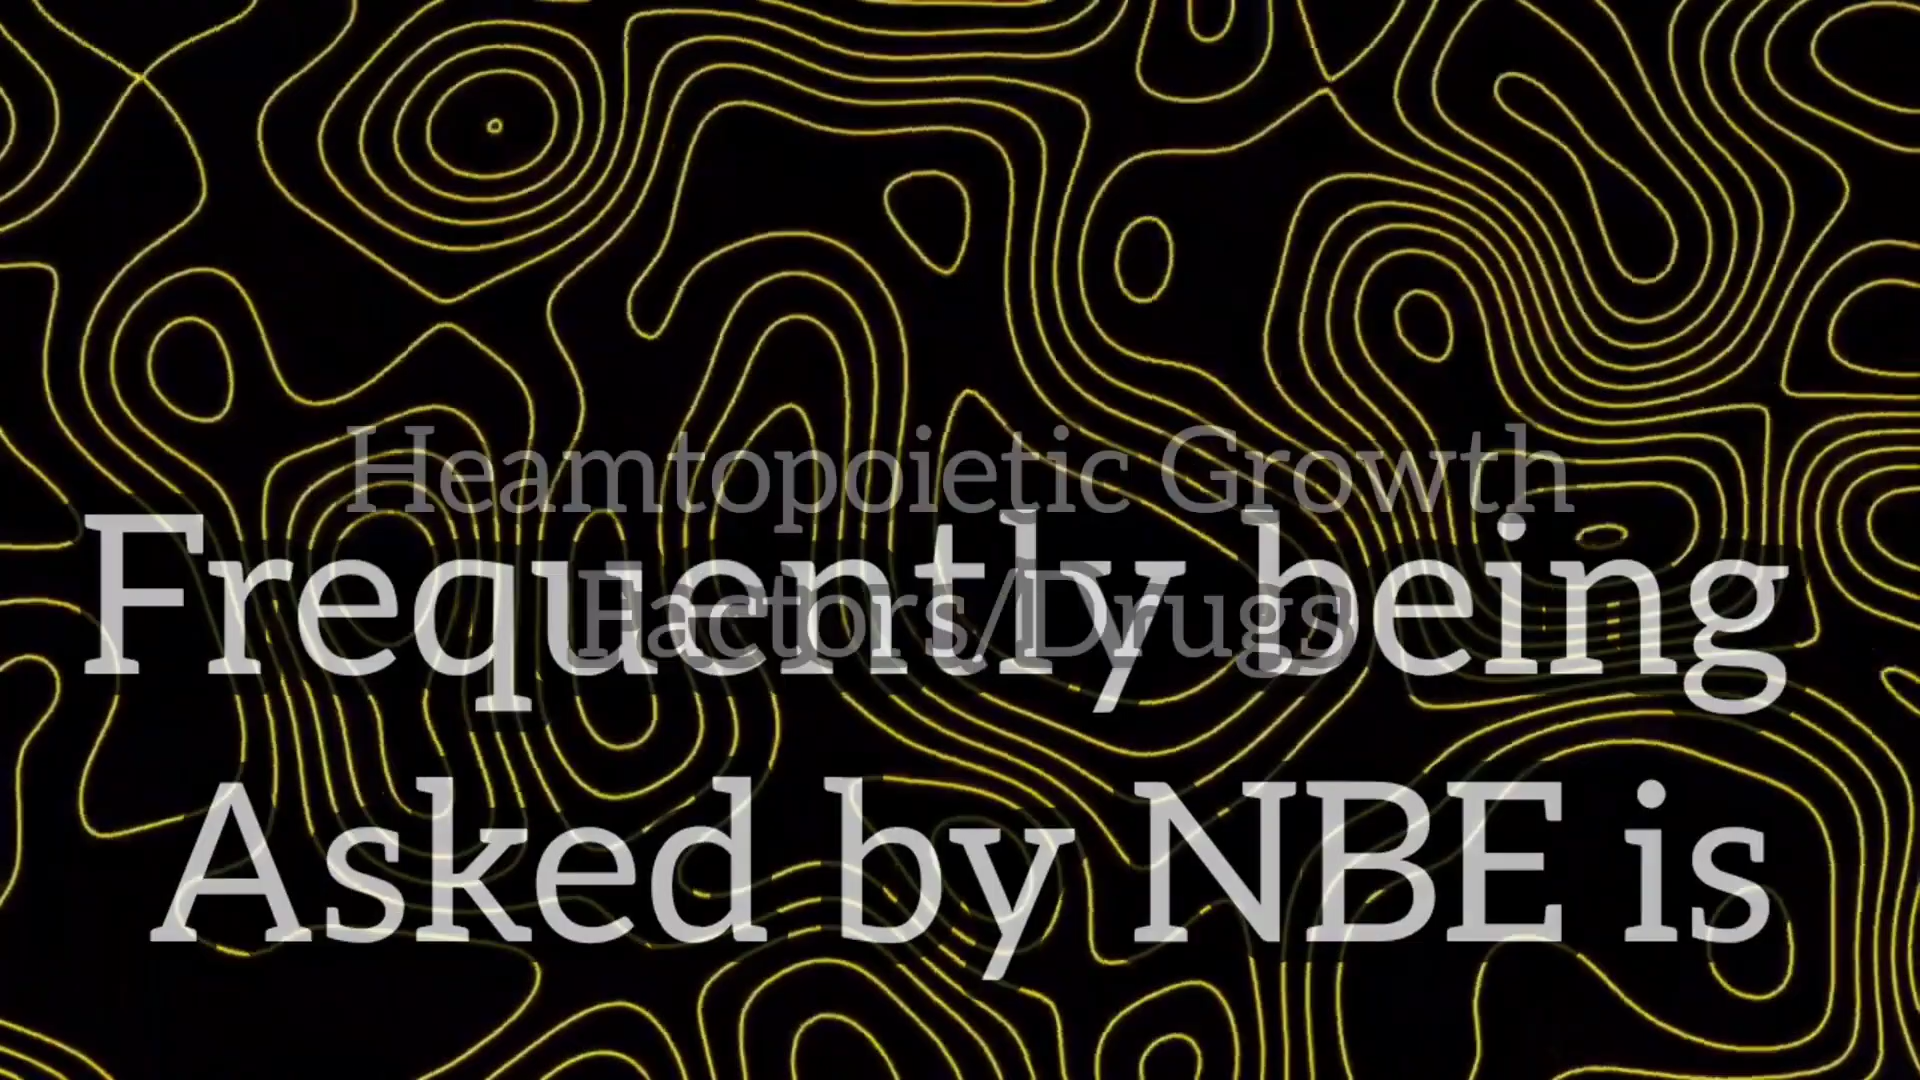 Heamtopoietic Growth
Factors/Drugs
Frequently being
Asked by NBE is